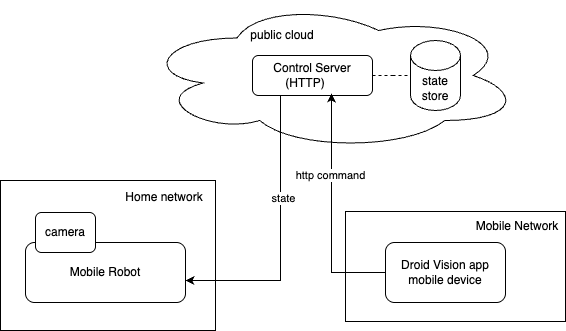 public cloud
Control Server
(HTTP)
state
store
http command
state
Home network
camera
Mobile Robot
Mobile Network
Droid Vision app
mobile device